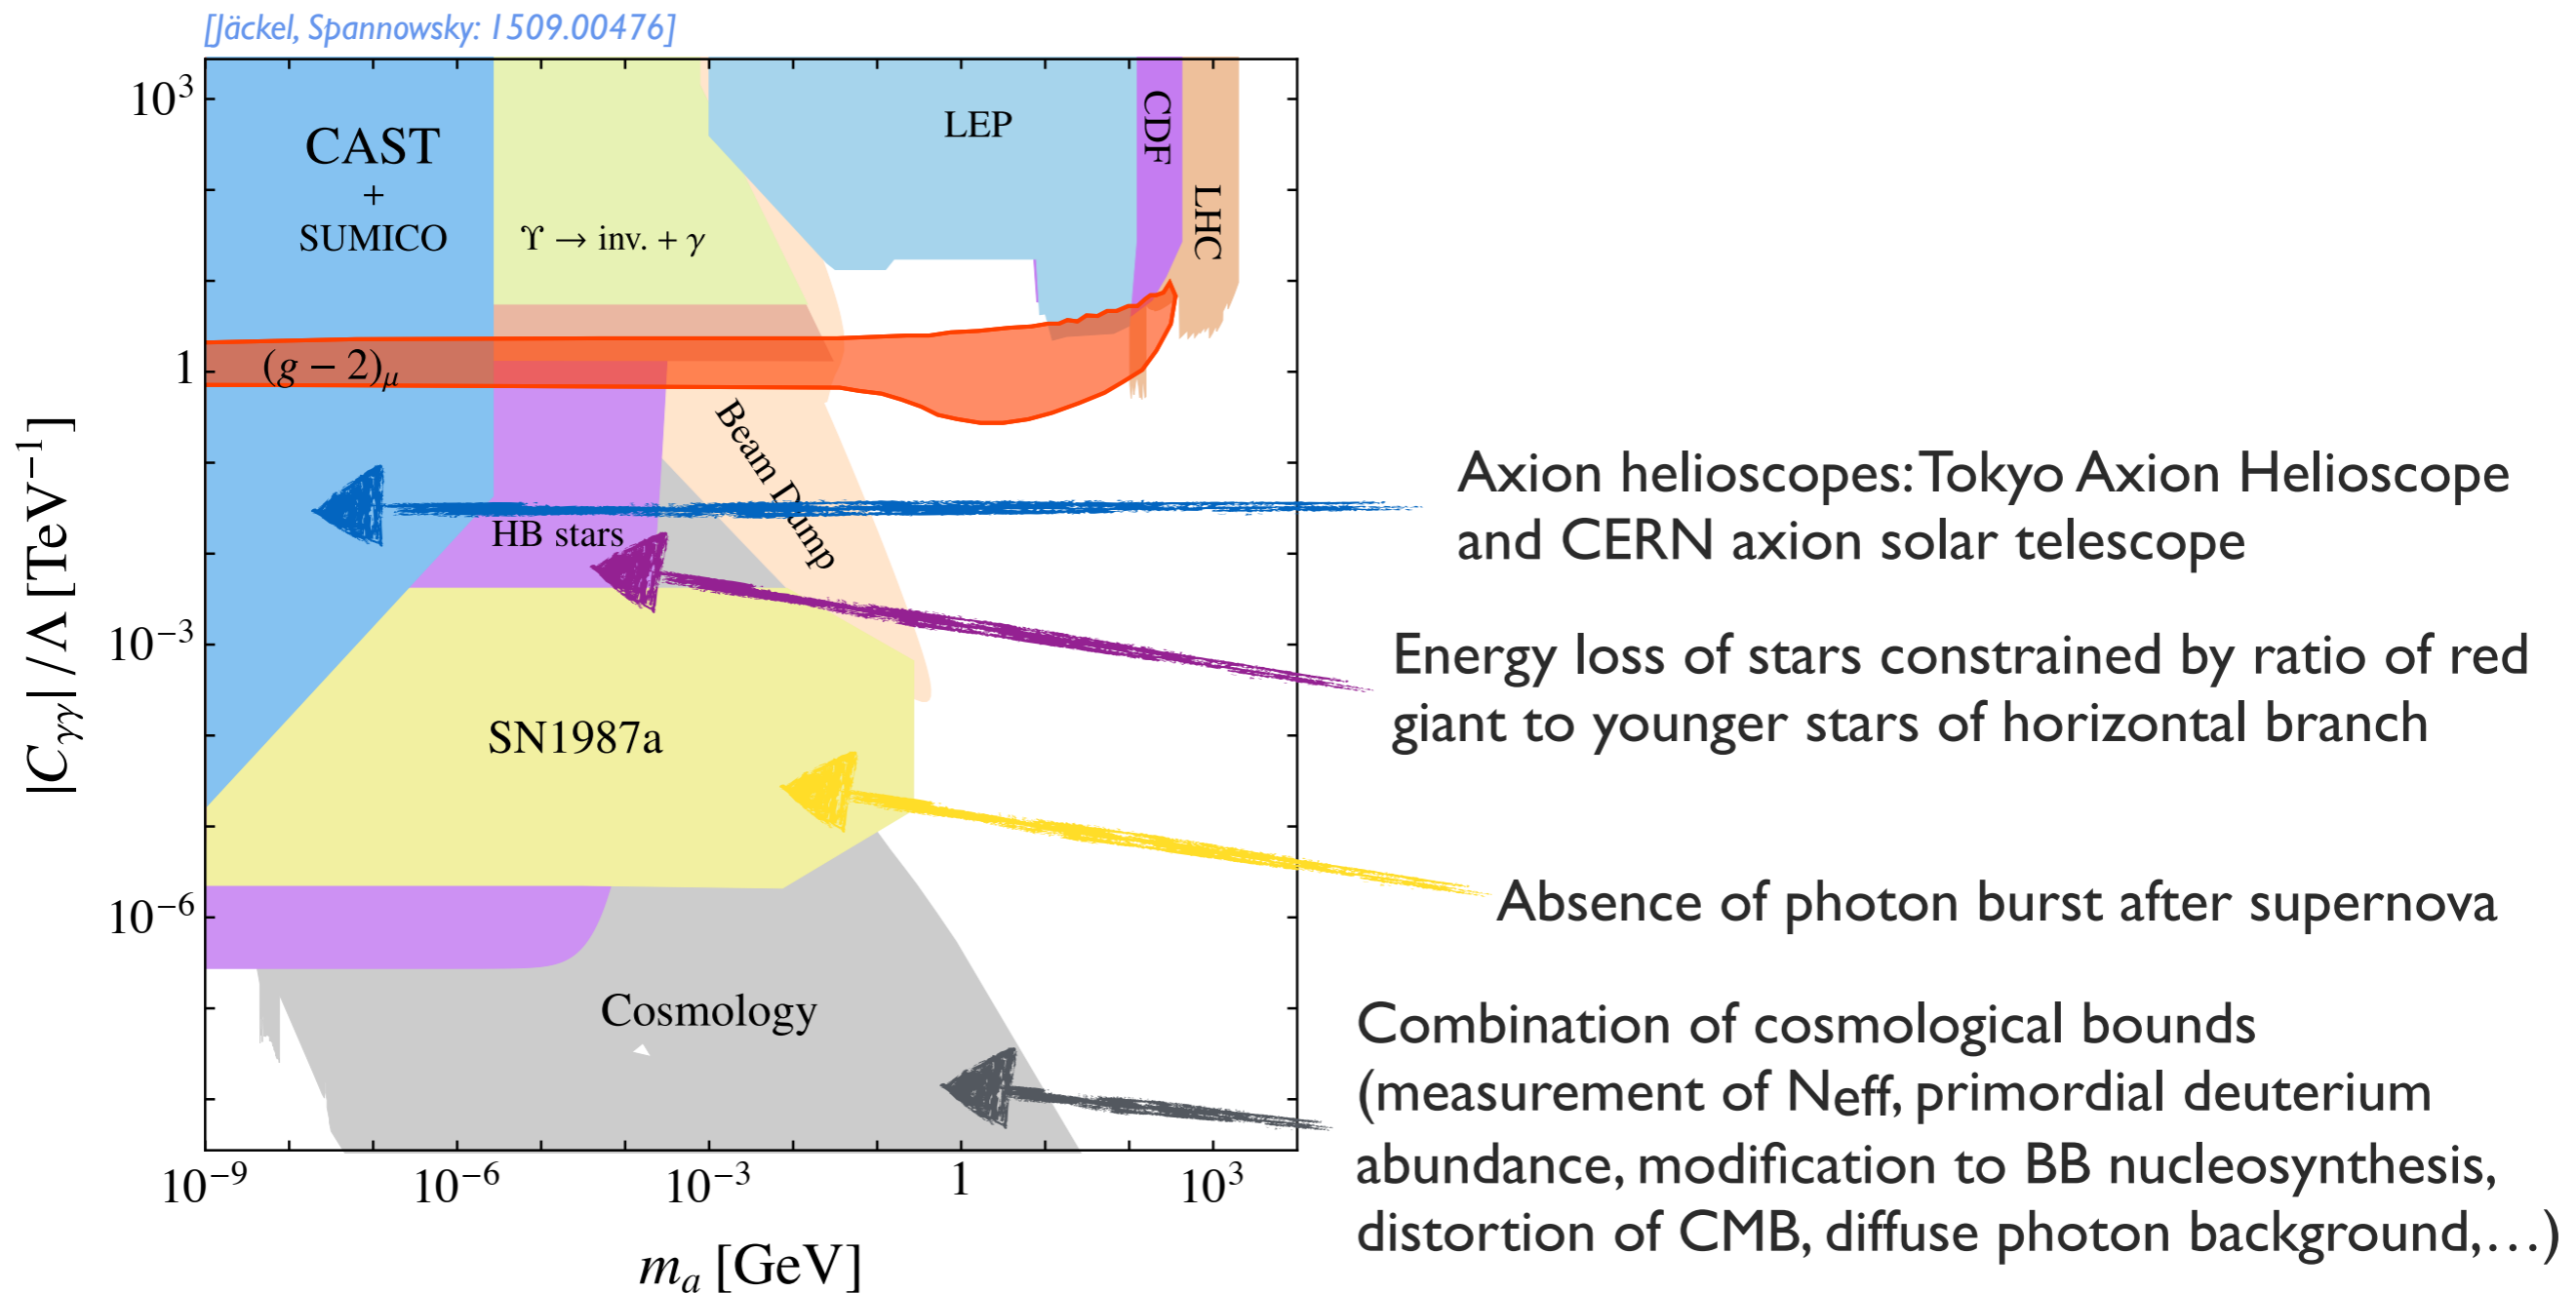 [Jäckel, Spannowsky: 1509.00476]
10³
1
10⁻³
10⁻⁶
|Cγγ| / Λ [TeV⁻¹]
CAST
+
SUMICO
ϒ → inv. + γ
LEP
CDF
LHC
(g − 2)μ
Beam Dump
HB stars
SN1987a
Cosmology
10⁻⁹ 10⁻⁶ 10⁻³ 1 10³
mₐ [GeV]
Axion helioscopes: Tokyo Axion Helioscope
and CERN axion solar telescope
Energy loss of stars constrained by ratio of red
giant to younger stars of horizontal branch
Absence of photon burst after supernova
Combination of cosmological bounds
(measurement of Neff, primordial deuterium
abundance, modification to BB nucleosynthesis,
distortion of CMB, diffuse photon background,…)